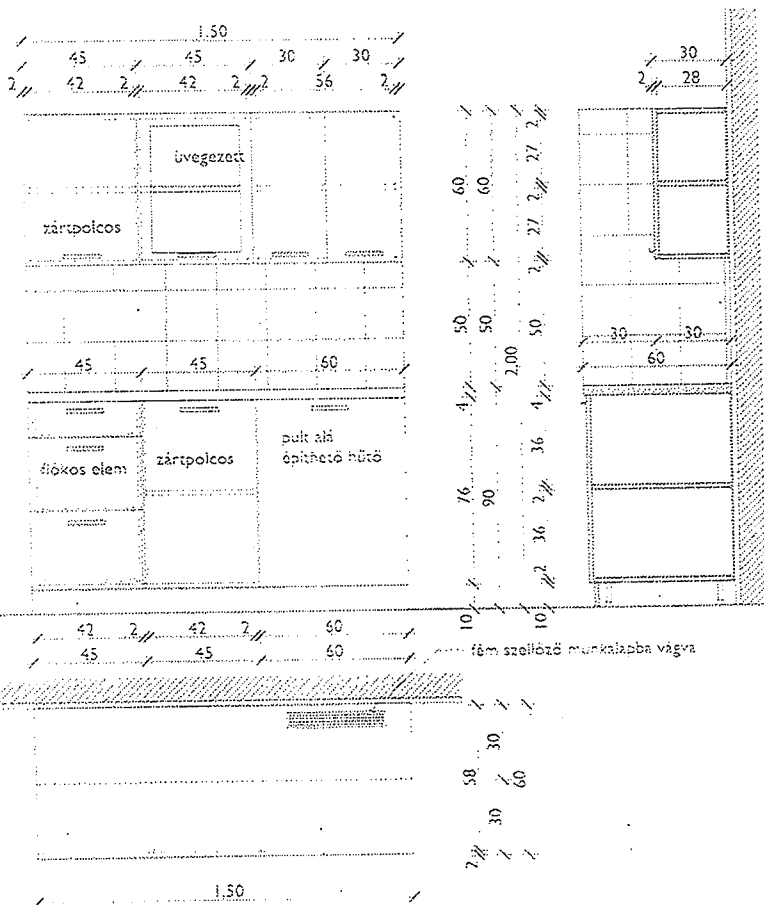 1.50
45 45 30 30
2 42 2 42 2 2 56 2
30
2 28
üvegezett
zártpolcos
60 60 2 27 2 27 2
50 50 50
2.00
30 30
60
45 45 60
4 4
fiókos elem
zártpolcos
pult alá
építhető hűtő
76 90 36 2 36 2
10 10
42 2 42 2 60
45 45 60
fém szellőző munkalapba vágva
30
58 60
30
2
1.50